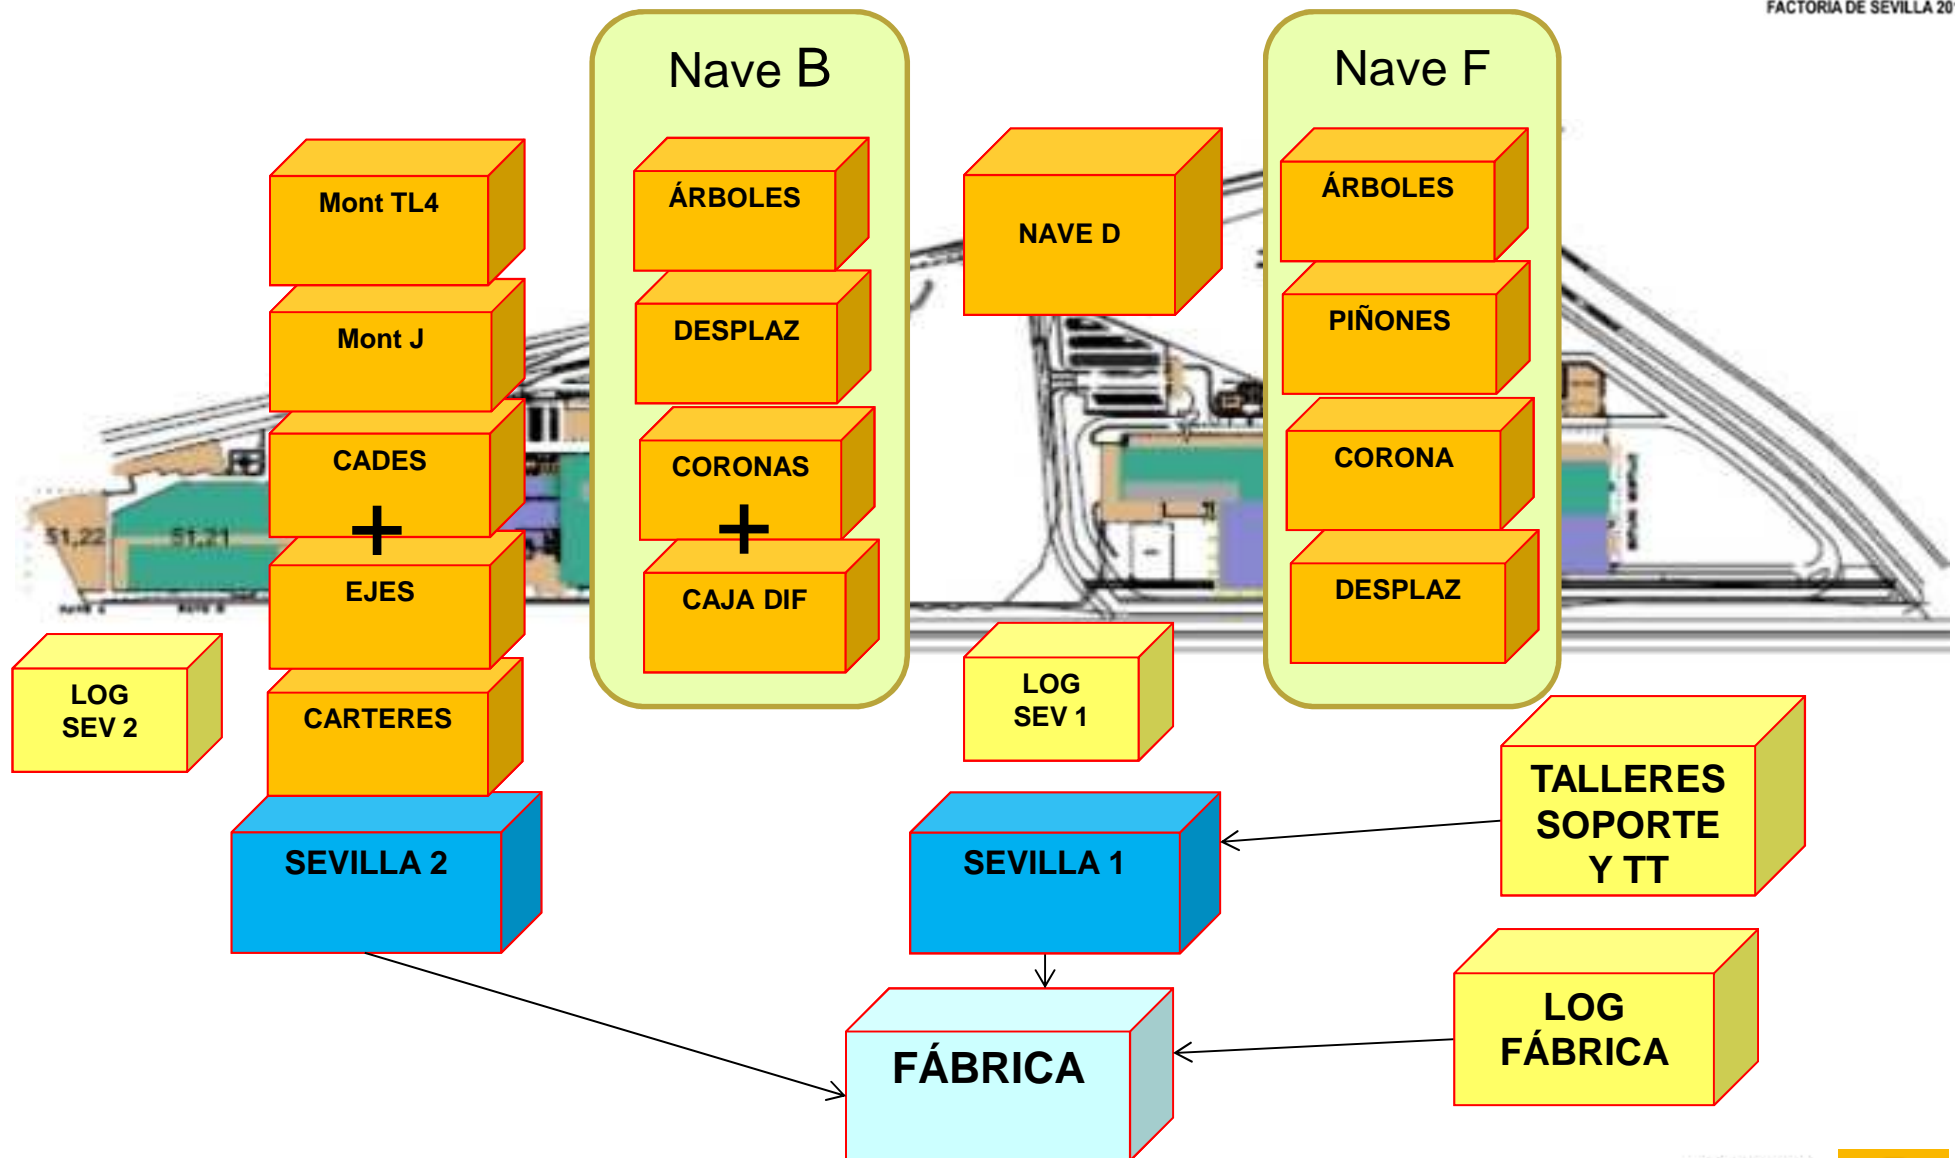 FACTORIA DE SEVILLA 20
Nave B
Nave F
Mont TL4
ÁRBOLES
NAVE D
ÁRBOLES
Mont J
DESPLAZ
PIÑONES
CADES
CORONAS
CORONA
+
+
51,22
51,21
EJES
CAJA DIF
DESPLAZ
LOG
SEV 2
CARTERES
LOG
SEV 1
TALLERES
SOPORTE
Y TT
SEVILLA 2
SEVILLA 1
LOG
FÁBRICA
FÁBRICA